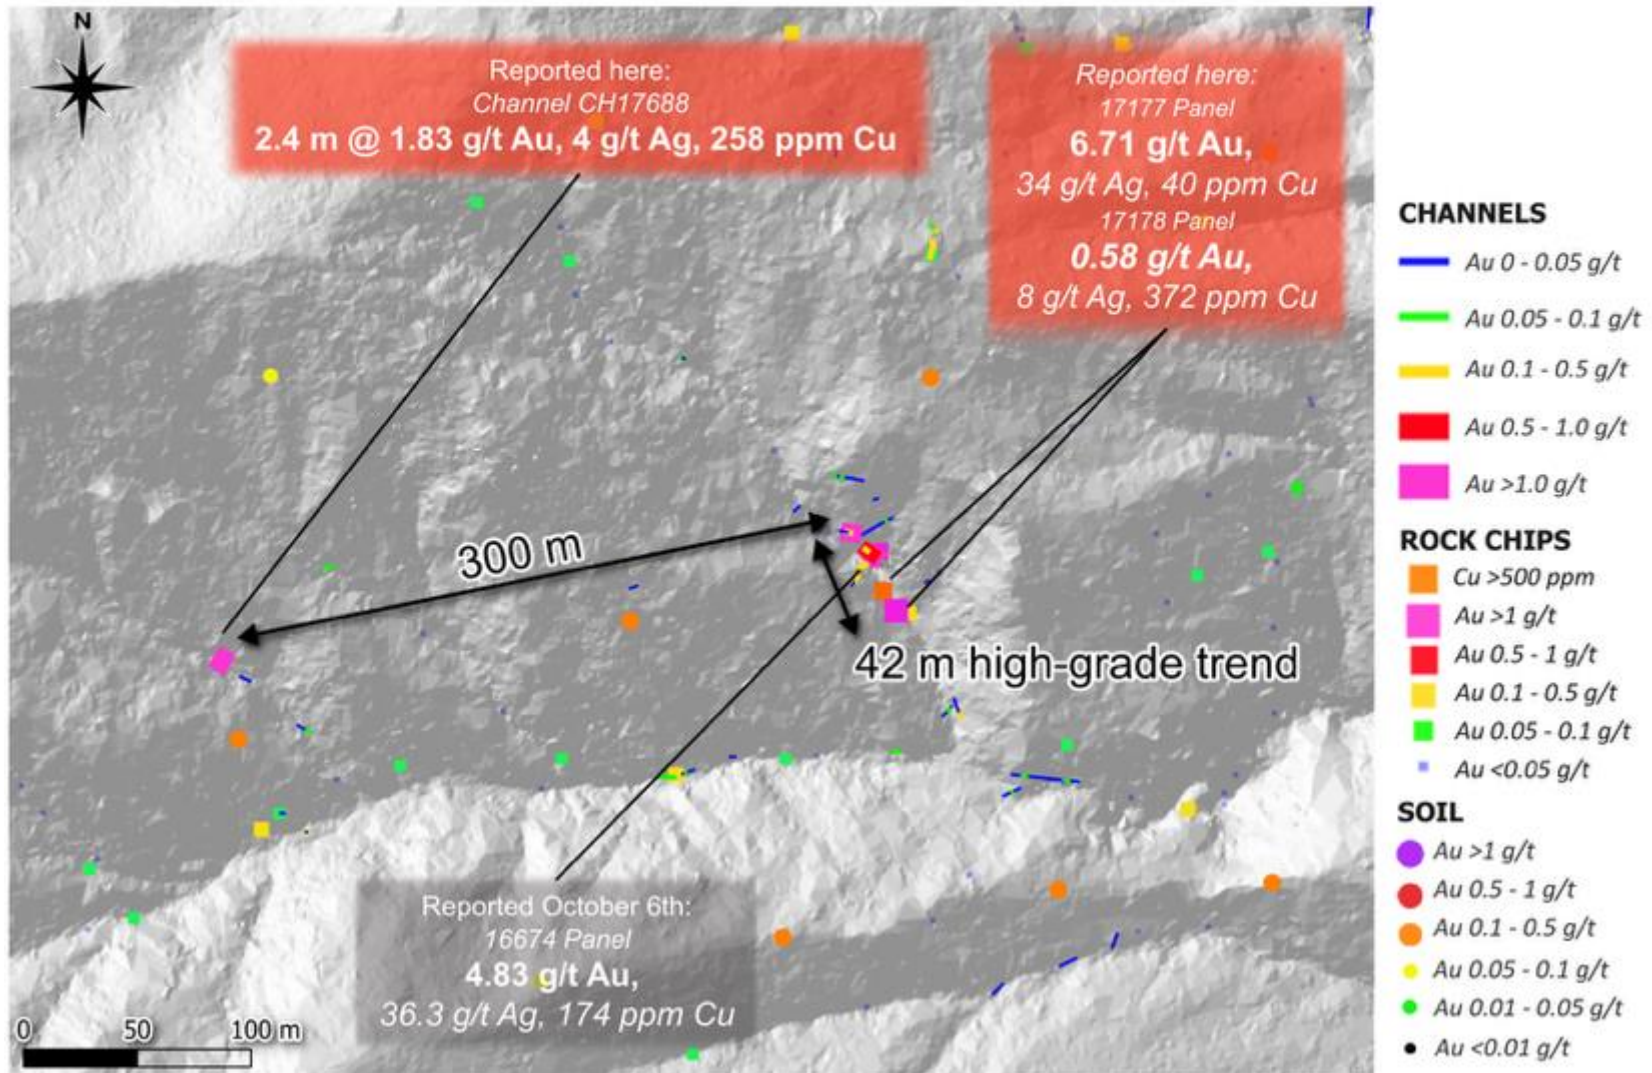 N
Reported here:
Channel CH17688
2.4 m @ 1.83 g/t Au, 4 g/t Ag, 258 ppm Cu
Reported here:
17177 Panel
6.71 g/t Au,
34 g/t Ag, 40 ppm Cu
17178 Panel
0.58 g/t Au,
8 g/t Ag, 372 ppm Cu
300 m
42 m high-grade trend
Reported October 6th:
16674 Panel
4.83 g/t Au,
36.3 g/t Ag, 174 ppm Cu
0 50 100 m
CHANNELS
Au 0 - 0.05 g/t
Au 0.05 - 0.1 g/t
Au 0.1 - 0.5 g/t
Au 0.5 - 1.0 g/t
Au >1.0 g/t
ROCK CHIPS
Cu >500 ppm
Au >1 g/t
Au 0.5 - 1 g/t
Au 0.1 - 0.5 g/t
Au 0.05 - 0.1 g/t
Au <0.05 g/t
SOIL
Au >1 g/t
Au 0.5 - 1 g/t
Au 0.1 - 0.5 g/t
Au 0.05 - 0.1 g/t
Au 0.01 - 0.05 g/t
Au <0.01 g/t